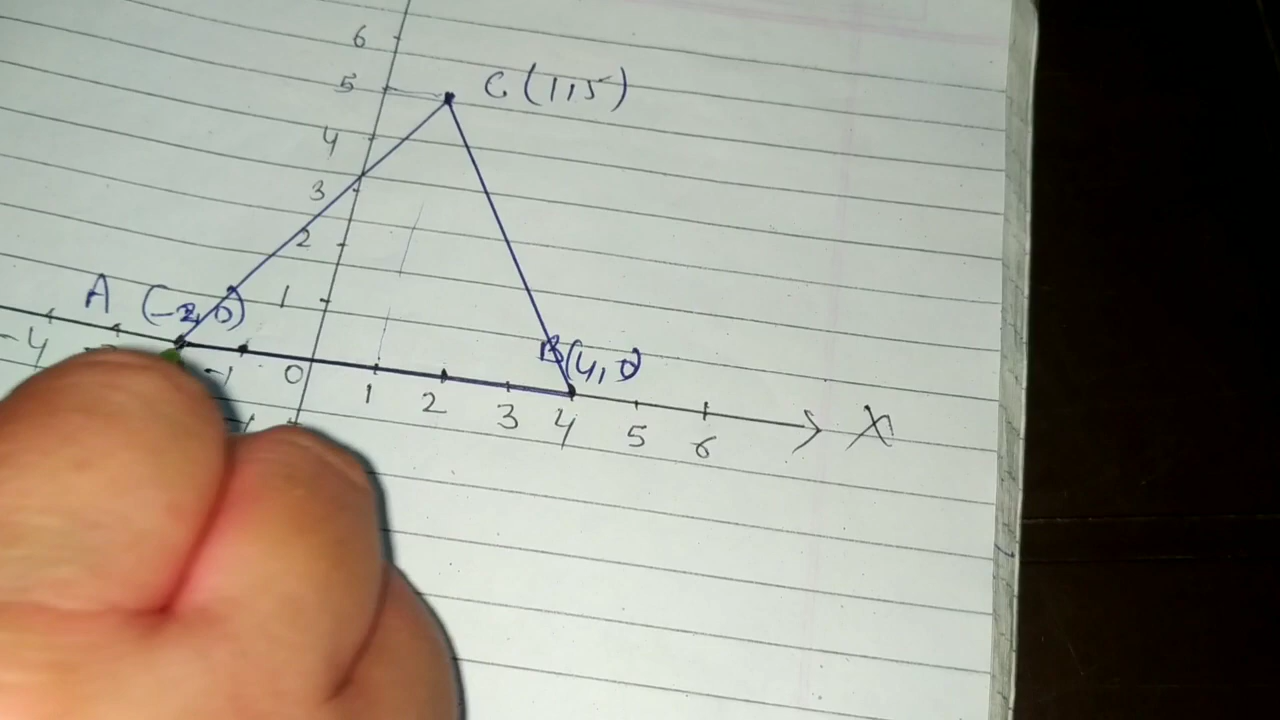 6
5 C (1,5)
4
3
2
A (-2,0) 1
B (4,0)
-4 -1 0 1 2 3 4 5 6 X